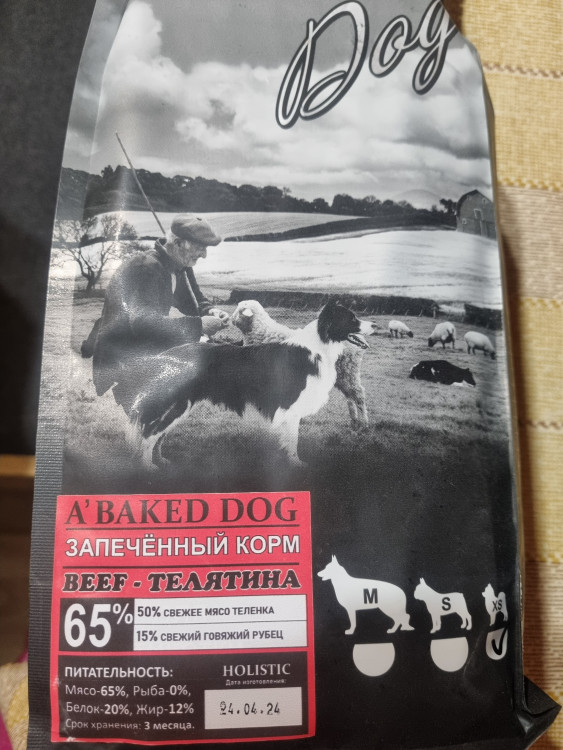 Dog
A'BAKED DOG
ЗАПЕЧЁННЫЙ КОРМ
BEEF - ТЕЛЯТИНА
65%
50% СВЕЖЕЕ МЯСО ТЕЛЕНКА
15% СВЕЖИЙ ГОВЯЖИЙ РУБЕЦ
ПИТАТЕЛЬНОСТЬ:
Мясо-65%, Рыба-0%,
Белок-20%, Жир-12%
Срок хранения: 3 месяца.
HOLISTIC
Дата изготовления:
04.04.24
M
S
XS